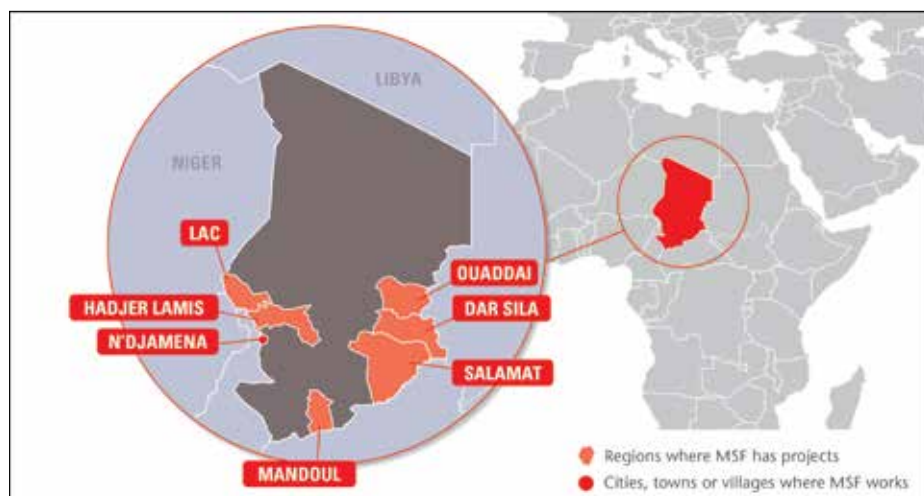 LIBYA
NIGER
LAC
OUADDAI
HADJER LAMIS
DAR SILA
N'DJAMENA
SALAMAT
MANDOUL
Regions where MSF has projects
Cities, towns or villages where MSF works